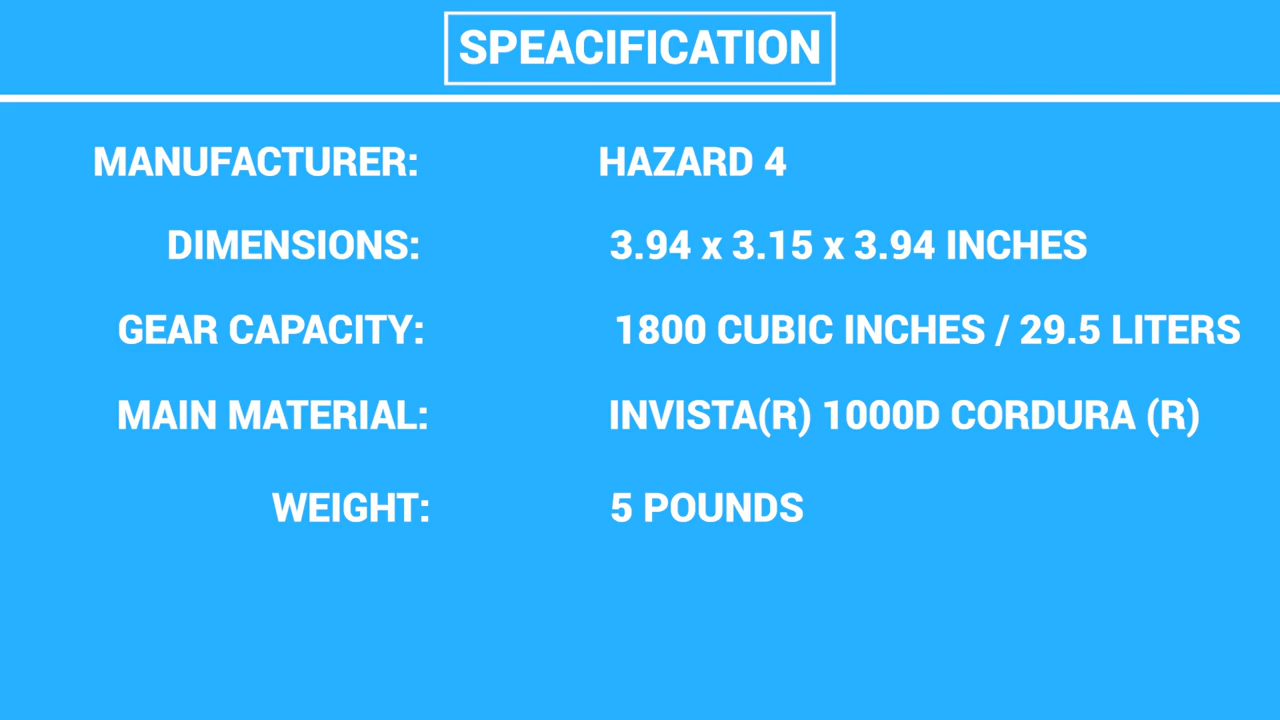 SPEACIFICATION
MANUFACTURER: HAZARD 4
DIMENSIONS: 3.94 x 3.15 x 3.94 INCHES
GEAR CAPACITY: 1800 CUBIC INCHES / 29.5 LITERS
MAIN MATERIAL: INVISTA(R) 1000D CORDURA (R)
WEIGHT: 5 POUNDS